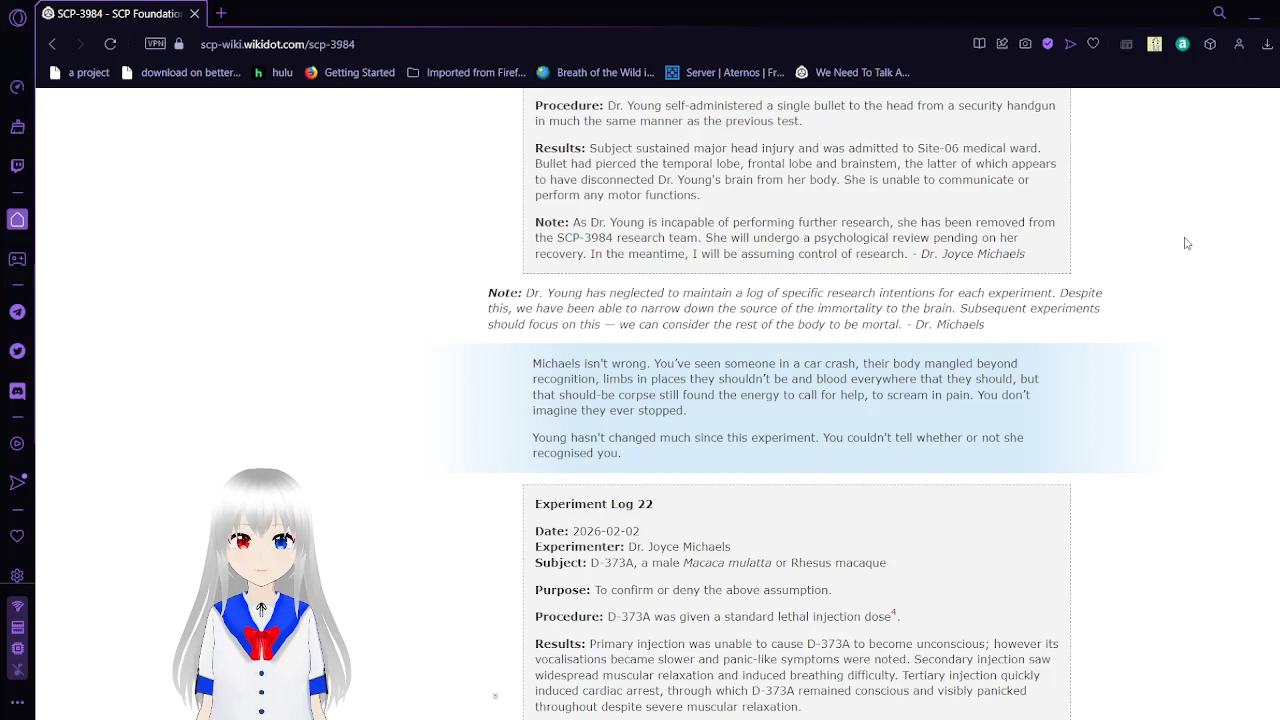 SCP-3984 - SCP Foundation
VPN
scp-wiki.wikidot.com/scp-3984
a project
download on better...
hulu
Getting Started
Imported from Firef...
Breath of the Wild i...
Server | Aternos | Fr...
We Need To Talk A...
Procedure: Dr. Young self-administered a single bullet to the head from a security handgun
in much the same manner as the previous test.
Results: Subject sustained major head injury and was admitted to Site-06 medical ward.
Bullet had pierced the temporal lobe, frontal lobe and brainstem, the latter of which appears
to have disconnected Dr. Young's brain from her body. She is unable to communicate or
perform any motor functions.
Note: As Dr. Young is incapable of performing further research, she has been removed from
the SCP-3984 research team. She will undergo a psychological review pending on her
recovery. In the meantime, I will be assuming control of research. - Dr. Joyce Michaels
Note: Dr. Young has neglected to maintain a log of specific research intentions for each experiment. Despite
this, we have been able to narrow down the source of the immortality to the brain. Subsequent experiments
should focus on this — we can consider the rest of the body to be mortal. - Dr. Michaels
Michaels isn't wrong. You’ve seen someone in a car crash, their body mangled beyond
recognition, limbs in places they shouldn’t be and blood everywhere that they should, but
that should-be corpse still found the energy to call for help, to scream in pain. You don’t
imagine they ever stopped.
Young hasn't changed much since this experiment. You couldn't tell whether or not she
recognised you.
Experiment Log 22
Date: 2026-02-02
Experimenter: Dr. Joyce Michaels
Subject: D-373A, a male Macaca mulatta or Rhesus macaque
Purpose: To confirm or deny the above assumption.
Procedure: D-373A was given a standard lethal injection dose4.
Results: Primary injection was unable to cause D-373A to become unconscious; however its
vocalisations became slower and panic-like symptoms were noted. Secondary injection saw
widespread muscular relaxation and induced breathing difficulty. Tertiary injection quickly
induced cardiac arrest, through which D-373A remained conscious and visibly panicked
throughout despite severe muscular relaxation.